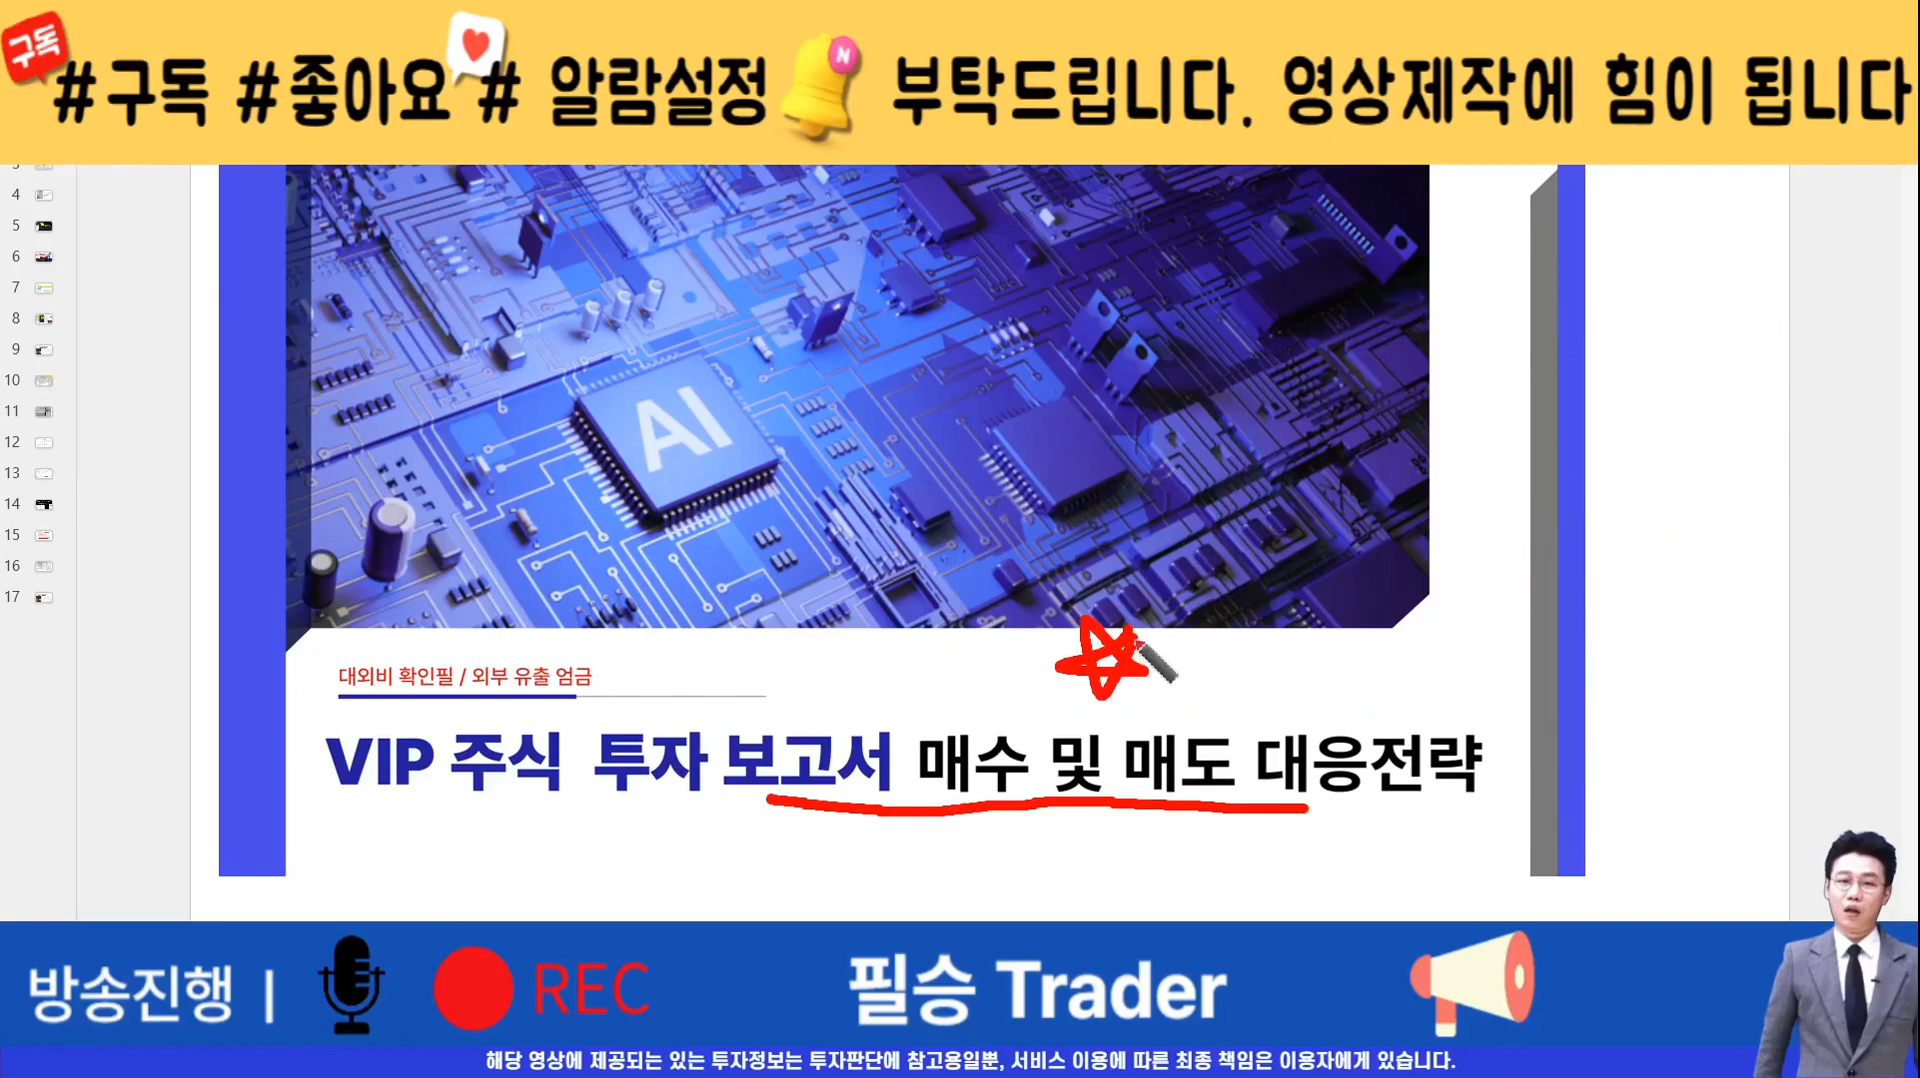 구독
#구독 #좋아요 # 알람설정 N 부탁드립니다. 영상제작에 힘이 됩니다
4
5
6
7
8
9
10
11
12
13
14
15
16
17
AI
대외비 확인필 / 외부 유출 엄금
VIP 주식 투자 보고서 매수 및 매도 대응전략
방송진행 | REC 필승 Trader
해당 영상에 제공되는 있는 투자정보는 투자판단에 참고용일뿐, 서비스 이용에 따른 최종 책임은 이용자에게 있습니다.